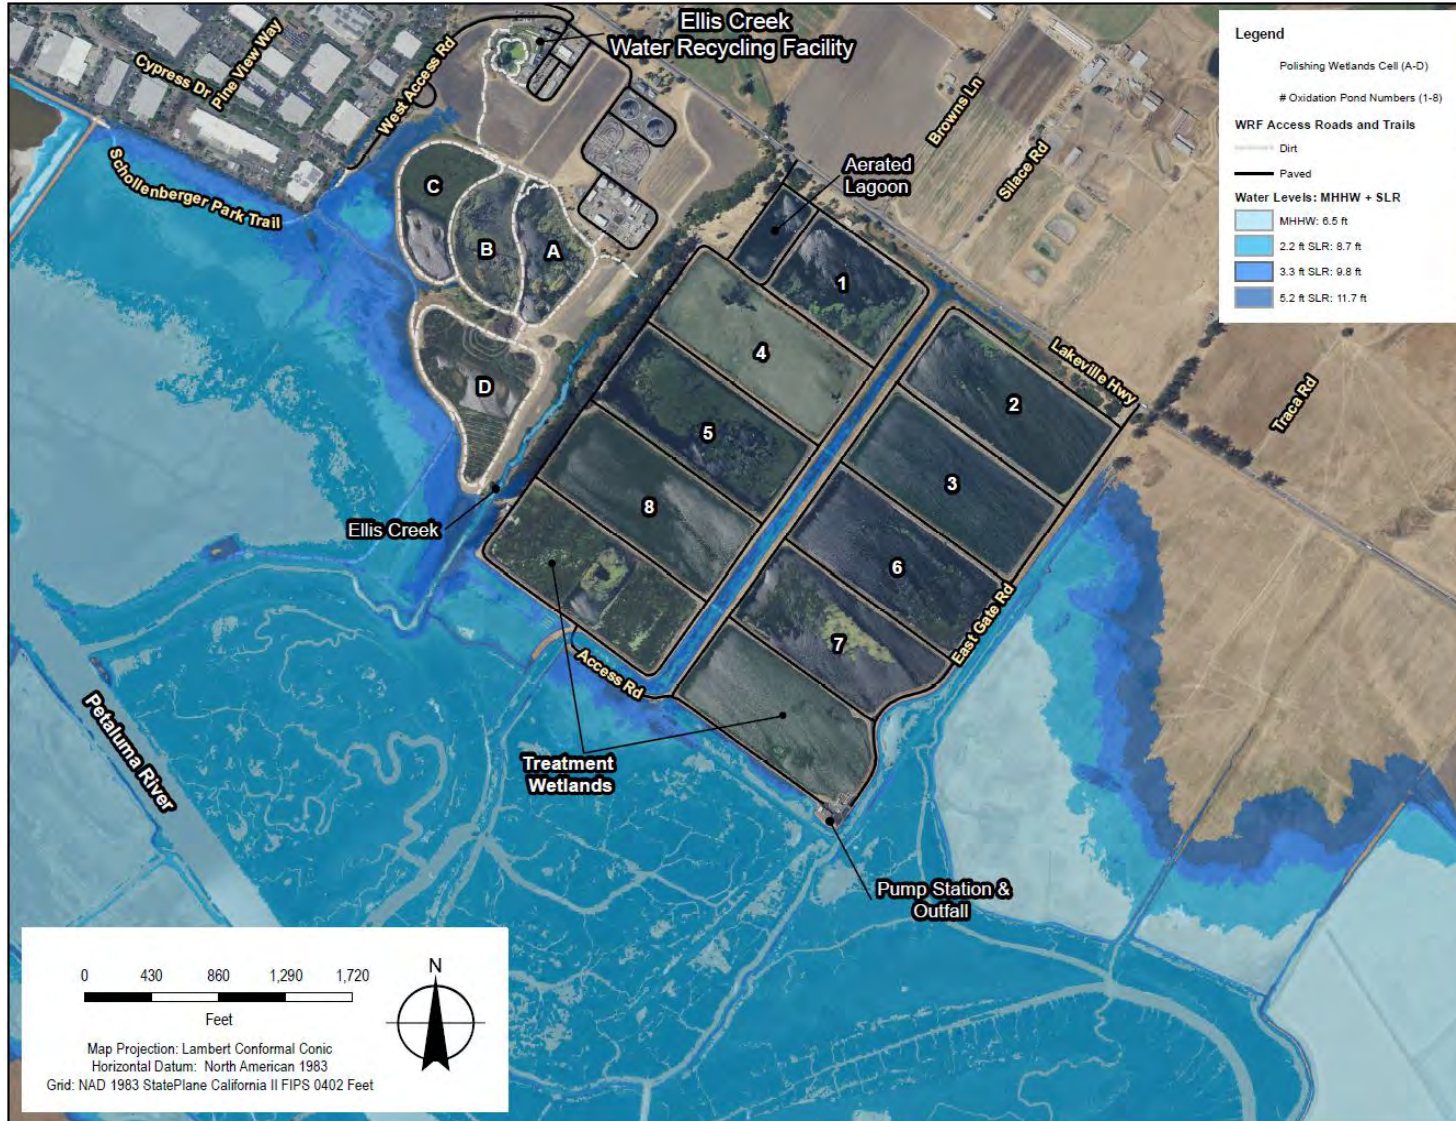 Ellis Creek
Water Recycling Facility
Cypress Dr
Pine View Way
West Access Rd
Schollenberger Park Trail
Browns Ln
Silace Rd
Aerated
Lagoon
Lakeville Hwy
Traca Rd
C
B
A
D
1
4
2
5
3
8
6
7
Ellis Creek
East Gate Rd
Access Rd
Petaluma River
Treatment
Wetlands
Pump Station &
Outfall
Legend
Polishing Wetlands Cell (A-D)
# Oxidation Pond Numbers (1-8)
WRF Access Roads and Trails
Dirt
Paved
Water Levels: MHHW + SLR
MHHW: 6.5 ft
2.2 ft SLR: 8.7 ft
3.3 ft SLR: 9.8 ft
5.2 ft SLR: 11.7 ft
0 430 860 1,290 1,720
Feet
N
Map Projection: Lambert Conformal Conic
Horizontal Datum: North American 1983
Grid: NAD 1983 StatePlane California II FIPS 0402 Feet